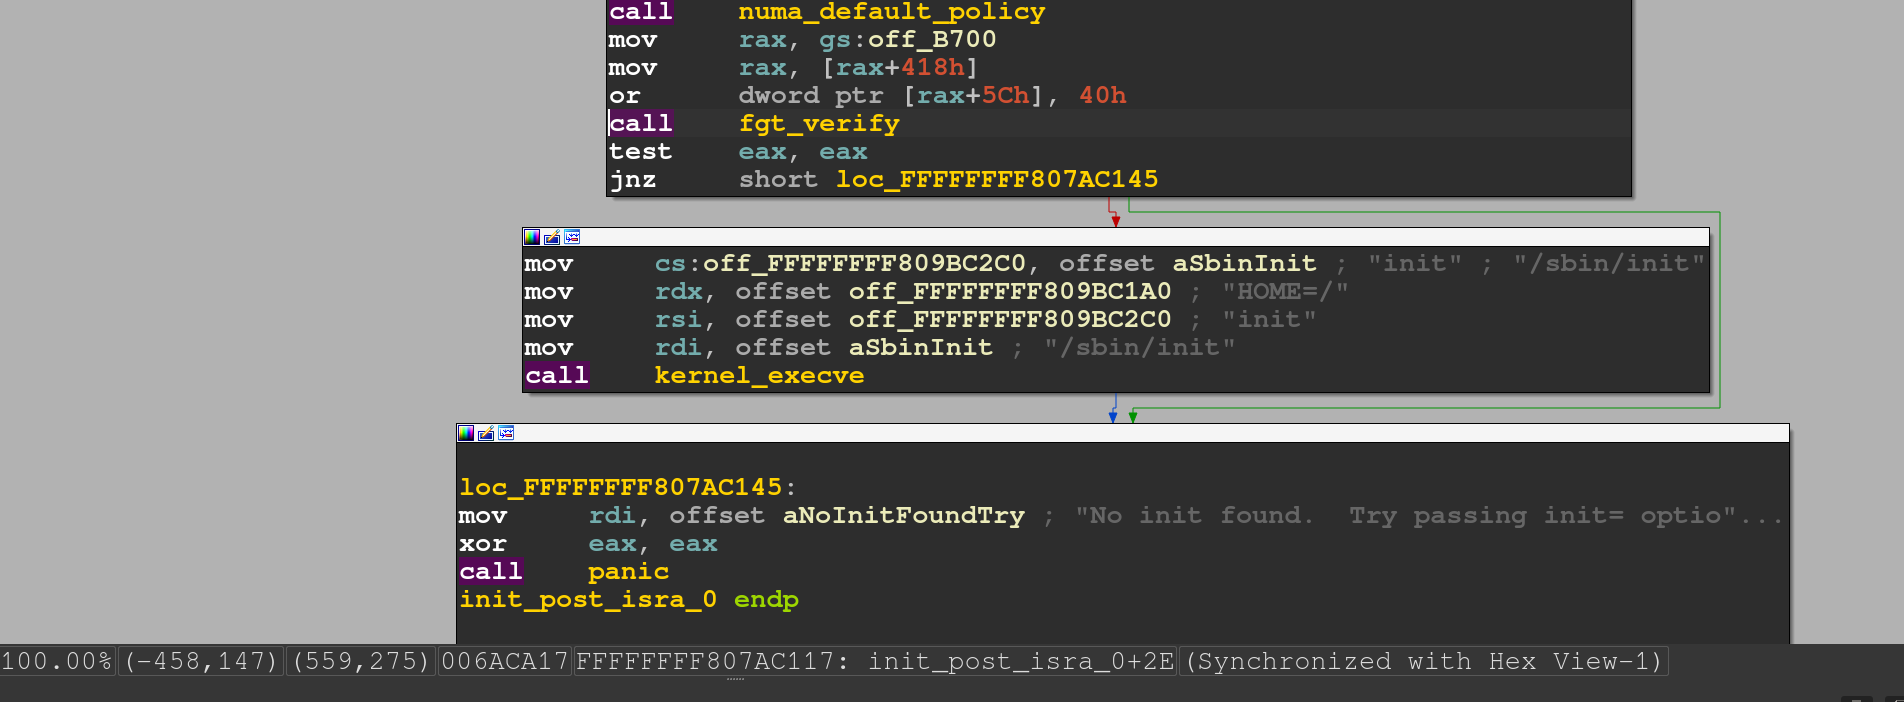 call numa_default_policy
mov rax, gs:off_B700
mov rax, [rax+418h]
or dword ptr [rax+5Ch], 40h
call fgt_verify
test eax, eax
jnz short loc_FFFFFFFF807AC145
mov cs:off_FFFFFFFF809BC2C0, offset aSbinInit ; "init" ; "/sbin/init"
mov rdx, offset off_FFFFFFFF809BC1A0 ; "HOME=/"
mov rsi, offset off_FFFFFFFF809BC2C0 ; "init"
mov rdi, offset aSbinInit ; "/sbin/init"
call kernel_execve
loc_FFFFFFFF807AC145:
mov rdi, offset aNoInitFoundTry ; "No init found.  Try passing init= optio"...
xor eax, eax
call panic
init_post_isra_0 endp
100.00% (-458,147) (559,275) 006ACA17 FFFFFFFF807AC117: init_post_isra_0+2E (Synchronized with Hex View-1)